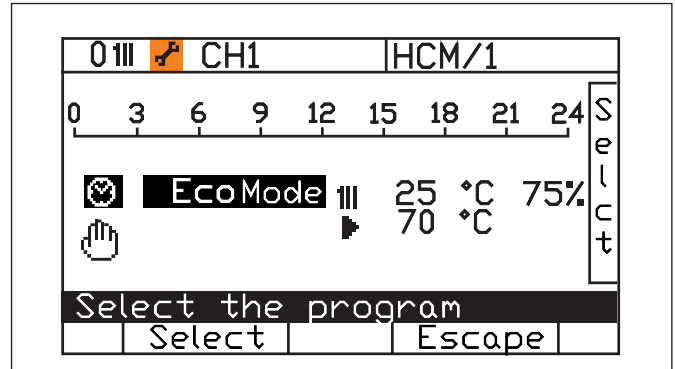 0 CH1 HCM/1
0 3 6 9 12 15 18 21 24
Select
EcoMode 25 °C 75%
70 °C
Select the program
Select Escape